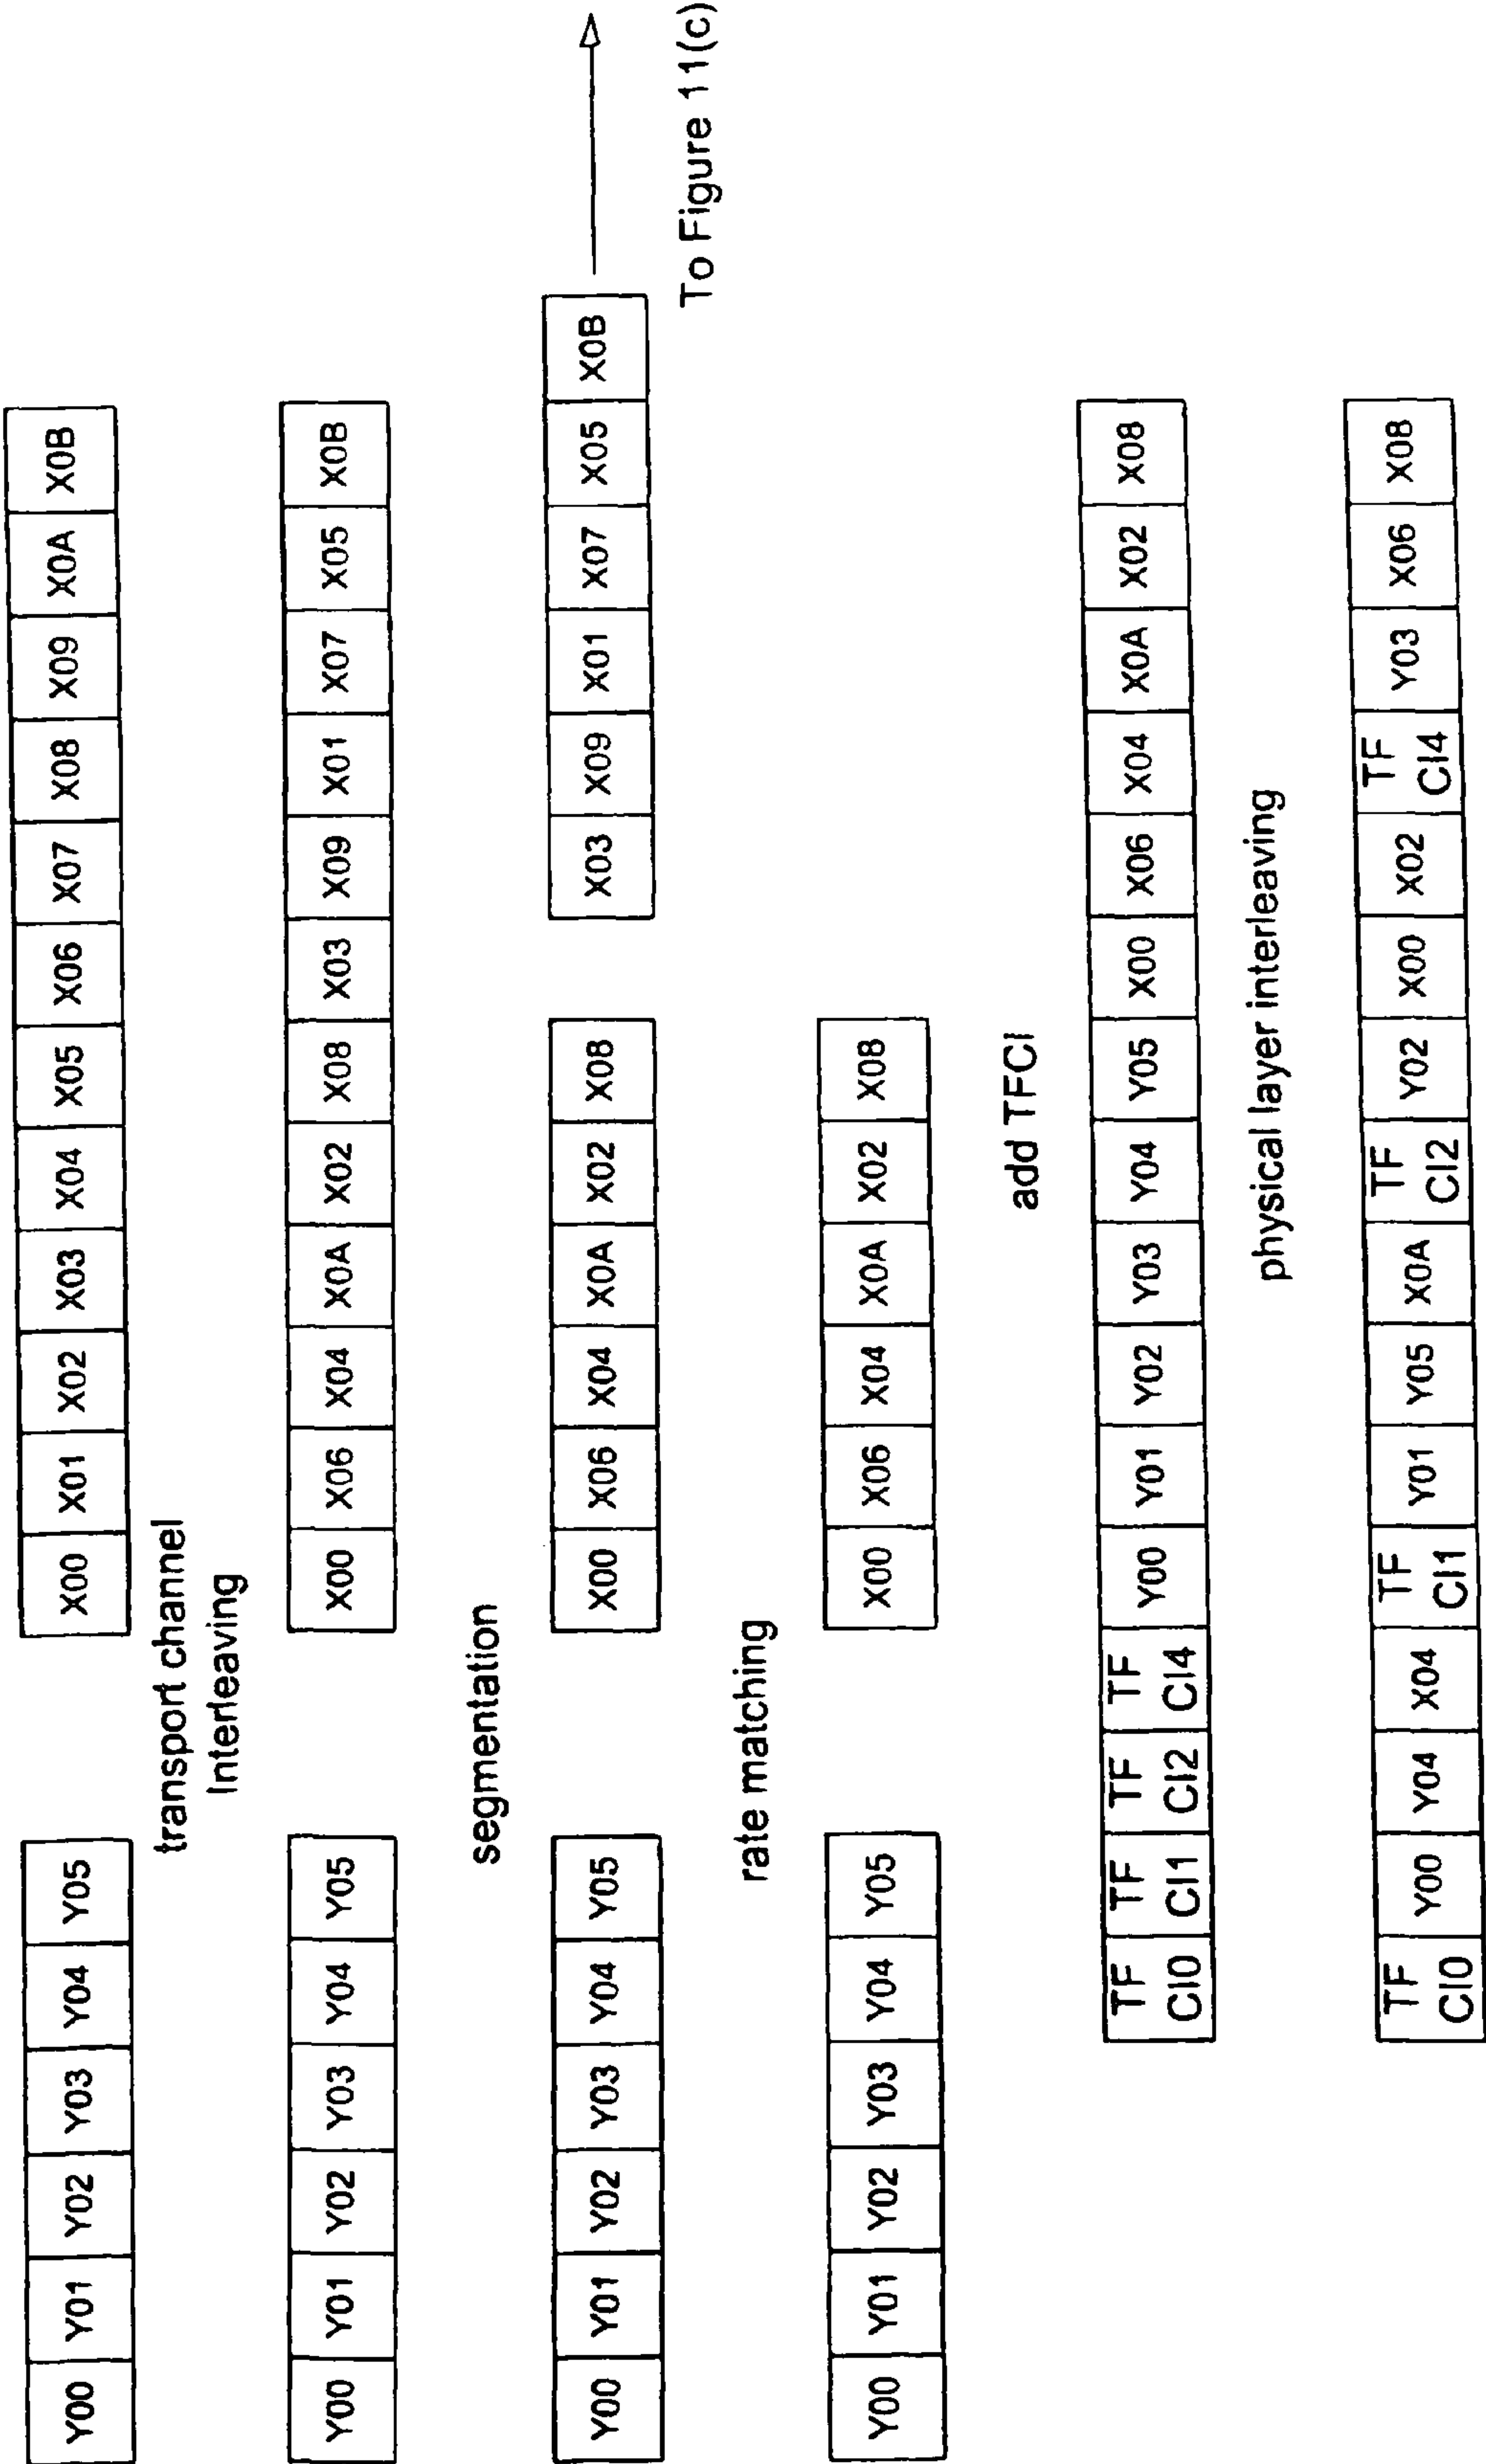 Y00 Y01 Y02 Y03 Y04 Y05 X00 X01 X02 X03 X04 X05 X06 X07 X08 X09 X0A X0B
transport channel
Interleaving
Y00 Y01 Y02 Y03 Y04 Y05 X00 X06 X04 X0A X02 X08 X03 X09 X01 X07 X05 X0B
segmentation
Y00 Y01 Y02 Y03 Y04 Y05 X00 X06 X04 X0A X02 X08 X03 X09 X01 X07 X05 X0B
To Figure 11(c)
rate matching
Y00 Y01 Y02 Y03 Y04 Y05 X00 X06 X04 X0A X02 X08
add TFCI
TF CI0 TF CI1 TF CI2 TF CI4 Y00 Y01 Y02 Y03 Y04 Y05 X00 X06 X04 X0A X02 X08
physical layer interleaving
TF CI0 Y00 Y04 X04 TF CI1 Y01 Y05 X0A TF CI2 Y02 X00 X02 TF CI4 Y03 X06 X08